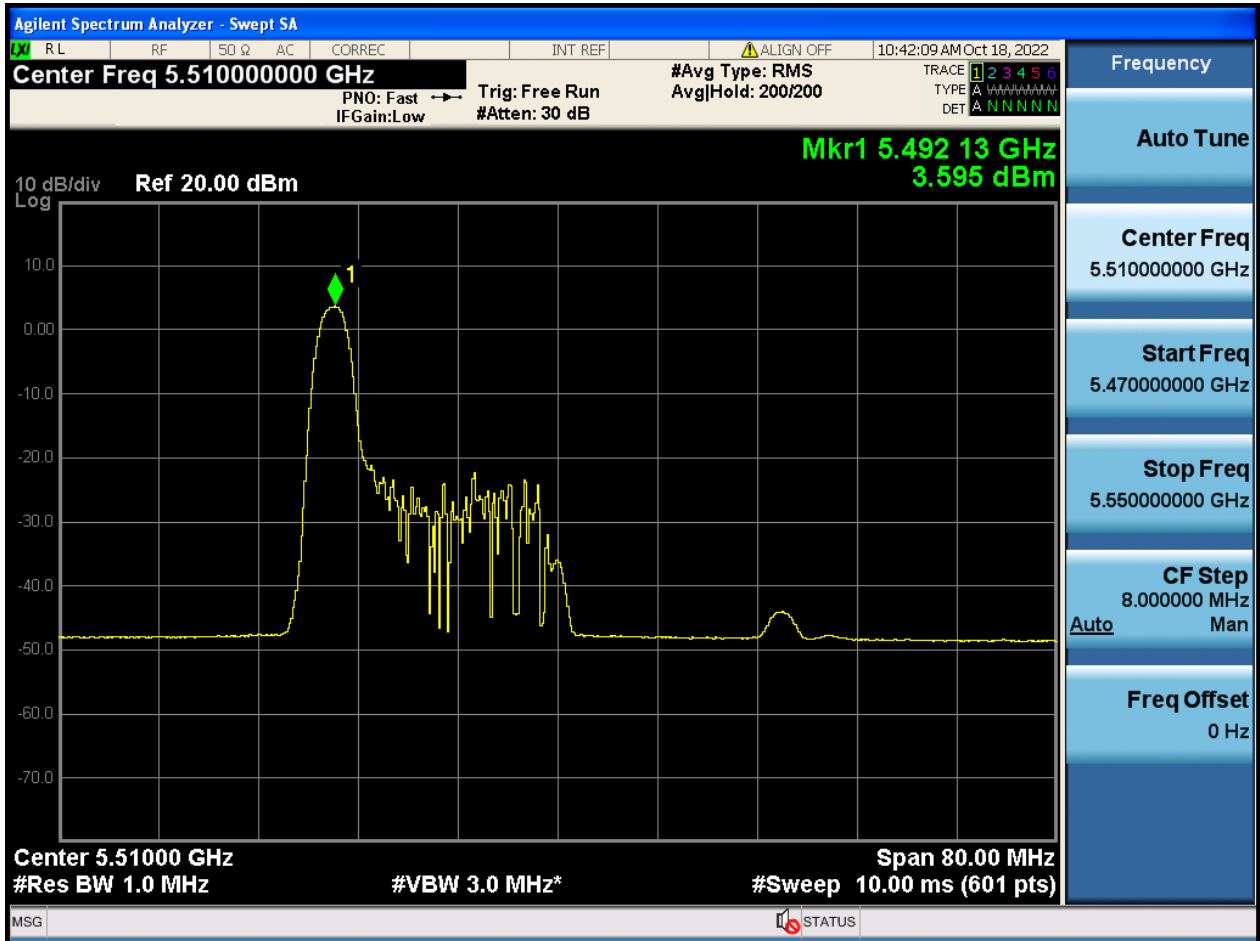 Agilent Spectrum Analyzer - Swept SA
LXI RL RF 50 Ω AC CORREC INT REF ALIGN OFF 10:42:09 AM Oct 18, 2022
Center Freq 5.510000000 GHz
PNO: Fast
IFGain:Low
Trig: Free Run
#Atten: 30 dB
#Avg Type: RMS
Avg|Hold: 200/200
TRACE 1 2 3 4 5 6
TYPE A WWWWW
DET A N N N N N
Mkr1 5.492 13 GHz
3.595 dBm
10 dB/div Ref 20.00 dBm
Log
10.0
0.00
-10.0
-20.0
-30.0
-40.0
-50.0
-60.0
-70.0
1
Center 5.51000 GHz Span 80.00 MHz
#Res BW 1.0 MHz #VBW 3.0 MHz* #Sweep 10.00 ms (601 pts)
MSG STATUS
Frequency
Auto Tune
Center Freq
5.510000000 GHz
Start Freq
5.470000000 GHz
Stop Freq
5.550000000 GHz
CF Step
8.000000 MHz
Auto Man
Freq Offset
0 Hz